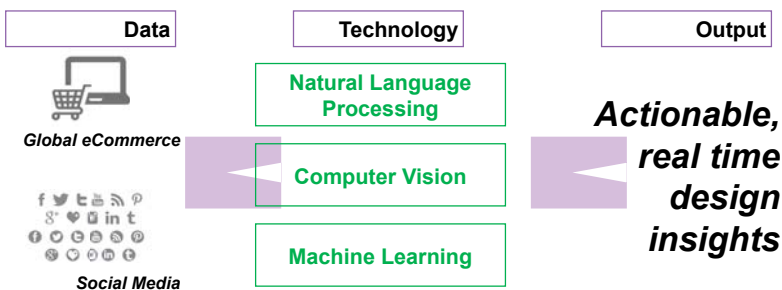 Data
Technology
Output
Global eCommerce
Social Media
Natural Language
Processing
Computer Vision
Machine Learning
Actionable,
real time
design
insights